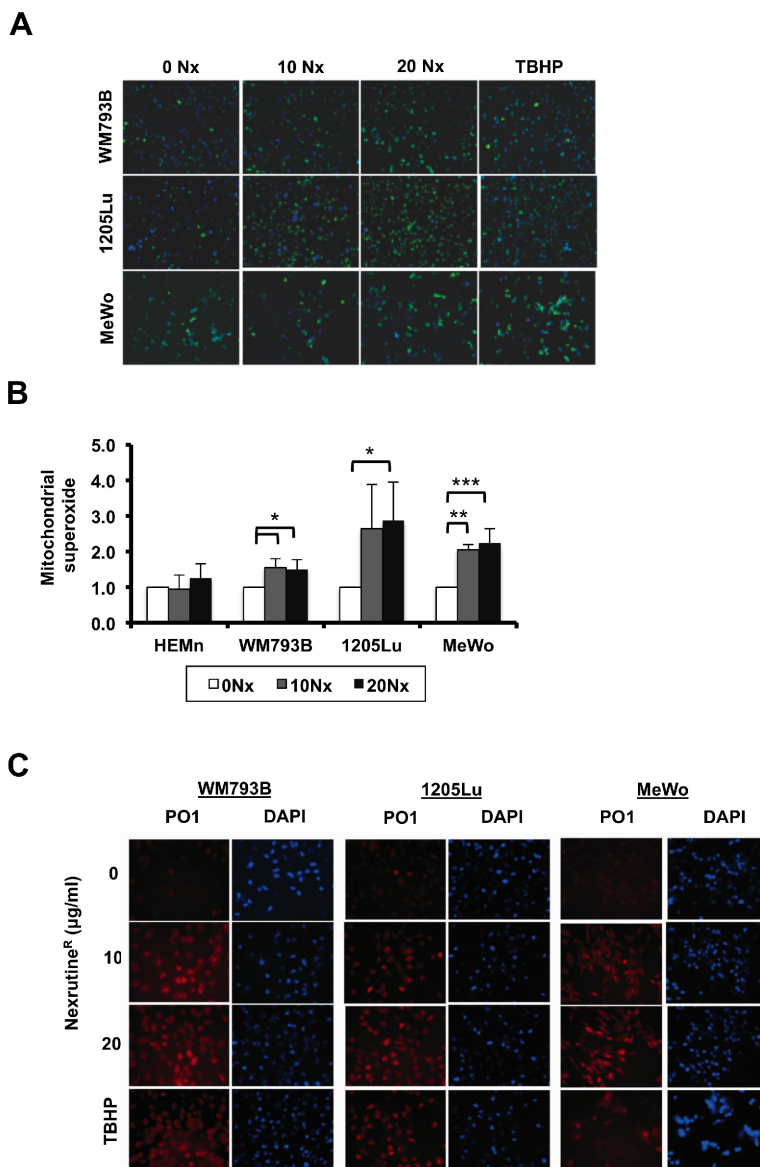 A
0 Nx 10 Nx 20 Nx TBHP
WM793B
1205Lu
MeWo
B
Mitochondrial
superoxide
5.0
4.0
3.0
2.0
1.0
0.0
*
*
**
***
HEMn WM793B 1205Lu MeWo
0Nx 10Nx 20Nx
C
WM793B 1205Lu MeWo
PO1 DAPI PO1 DAPI PO1 DAPI
Nexrutineᴿ (µg/ml)
0
10
20
TBHP